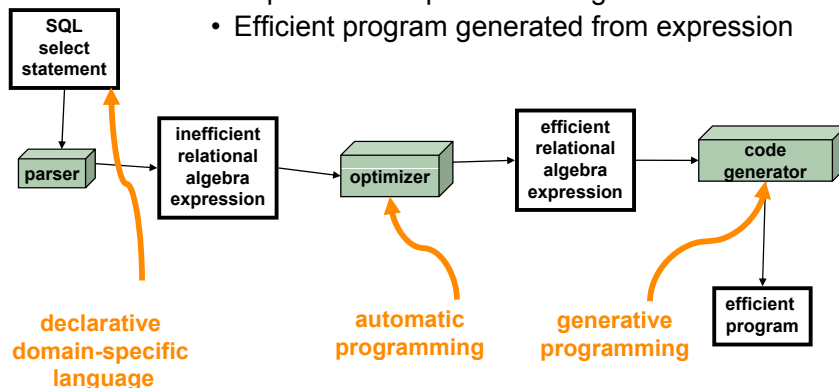 • Efficient program generated from expression
SQL
select
statement
parser
inefficient
relational
algebra
expression
optimizer
efficient
relational
algebra
expression
code
generator
efficient
program
declarative
domain-specific
language
automatic
programming
generative
programming